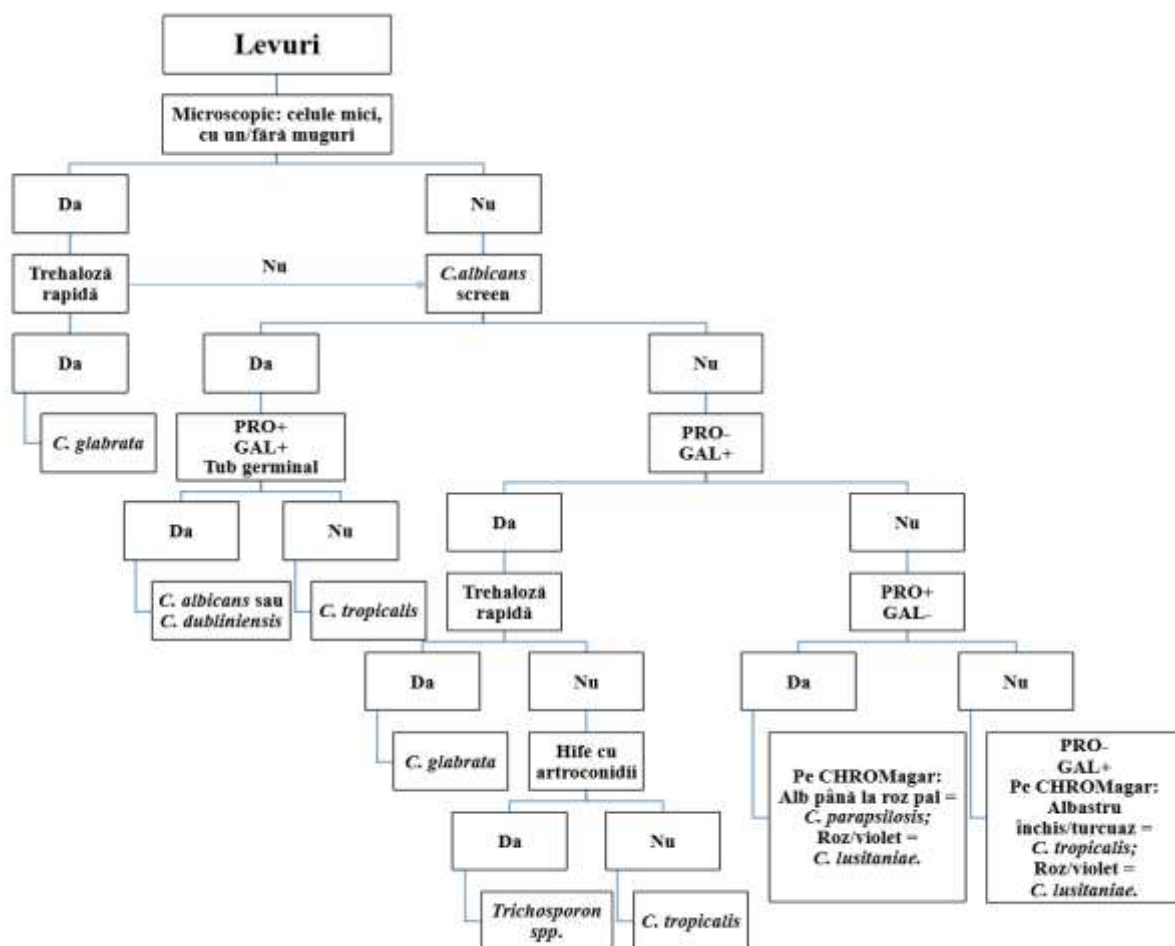 Levuri
Microscopic: celule mici,
cu un/fără muguri
Da
Nu
Trehaloză
rapidă
Nu
C.albicans
screen
Da
Da
Nu
C. glabrata
PRO+
GAL+
Tub germinal
PRO-
GAL+
Da
Nu
Da
Nu
C. albicans sau
C. dubliniensis
C. tropicalis
Trehaloză
rapidă
PRO+
GAL-
Da
Nu
Da
Nu
C. glabrata
Hife cu
artroconidii
Pe CHROMagar:
Alb până la roz pal =
C. parapsilosis;
Roz/violet =
C. lusitaniae.
PRO-
GAL+
Pe CHROMagar:
Albastru
închis/turcuaz =
C. tropicalis;
Roz/violet =
C. lusitaniae.
Da
Nu
Trichosporon
spp.
C. tropicalis